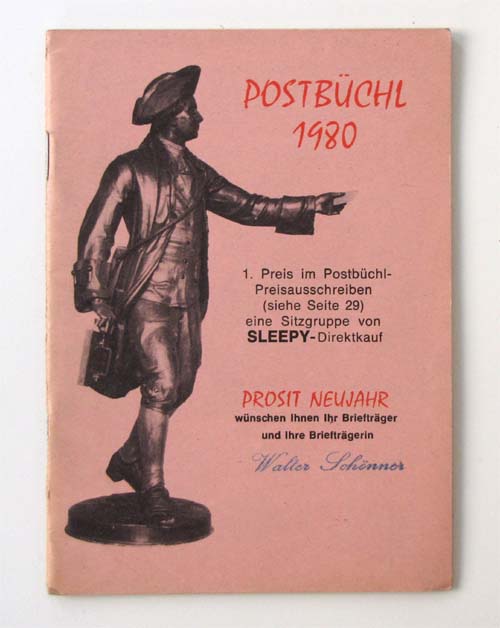 POSTBÜCHL
1980
1. Preis im Postbüchl-
Preisausschreiben
(siehe Seite 29)
eine Sitzgruppe von
SLEEPY-Direktkauf
PROSIT NEUJAHR
wünschen Ihnen Ihr Briefträger
und Ihre Briefträgerin
Walter Schönner